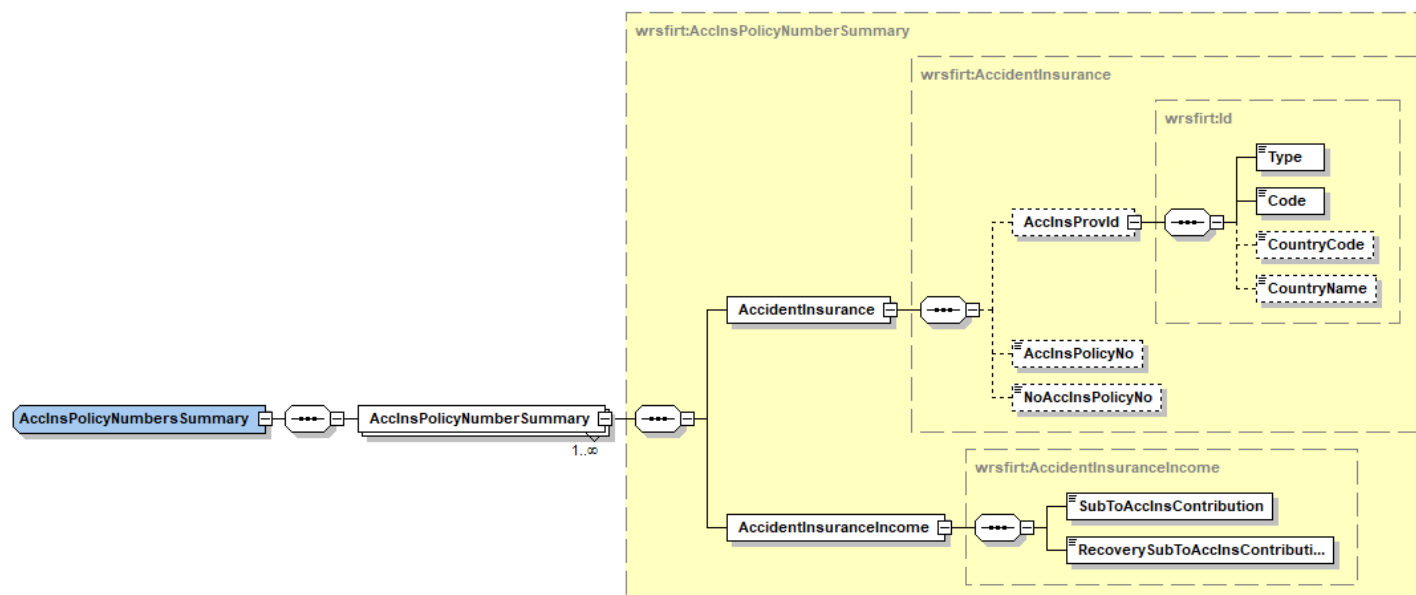 wrsfirt:AccInsPolicyNumberSummary
wrsfirt:AccidentInsurance
wrsfirt:Id
Type
Code
AccInsProvId
CountryCode
CountryName
AccidentInsurance
AccInsPolicyNo
NoAccInsPolicyNo
AccInsPolicyNumbersSummary
AccInsPolicyNumberSummary
1..∞
wrsfirt:AccidentInsuranceIncome
SubToAccInsContribution
AccidentInsuranceIncome
RecoverySubToAccInsContributi...